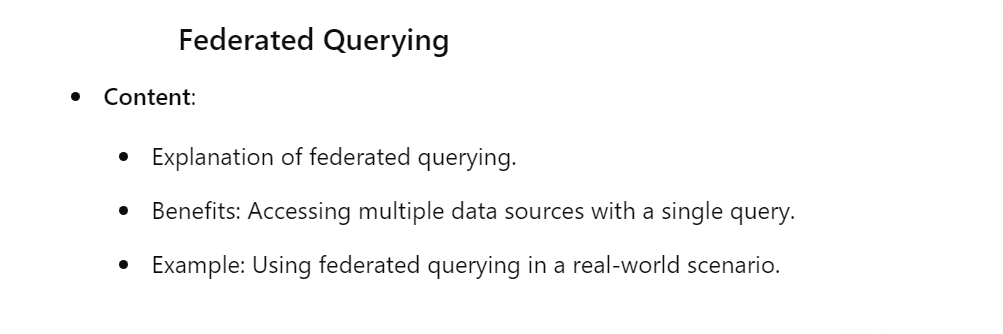 Federated Querying
• Content:
• Explanation of federated querying.
• Benefits: Accessing multiple data sources with a single query.
• Example: Using federated querying in a real-world scenario.